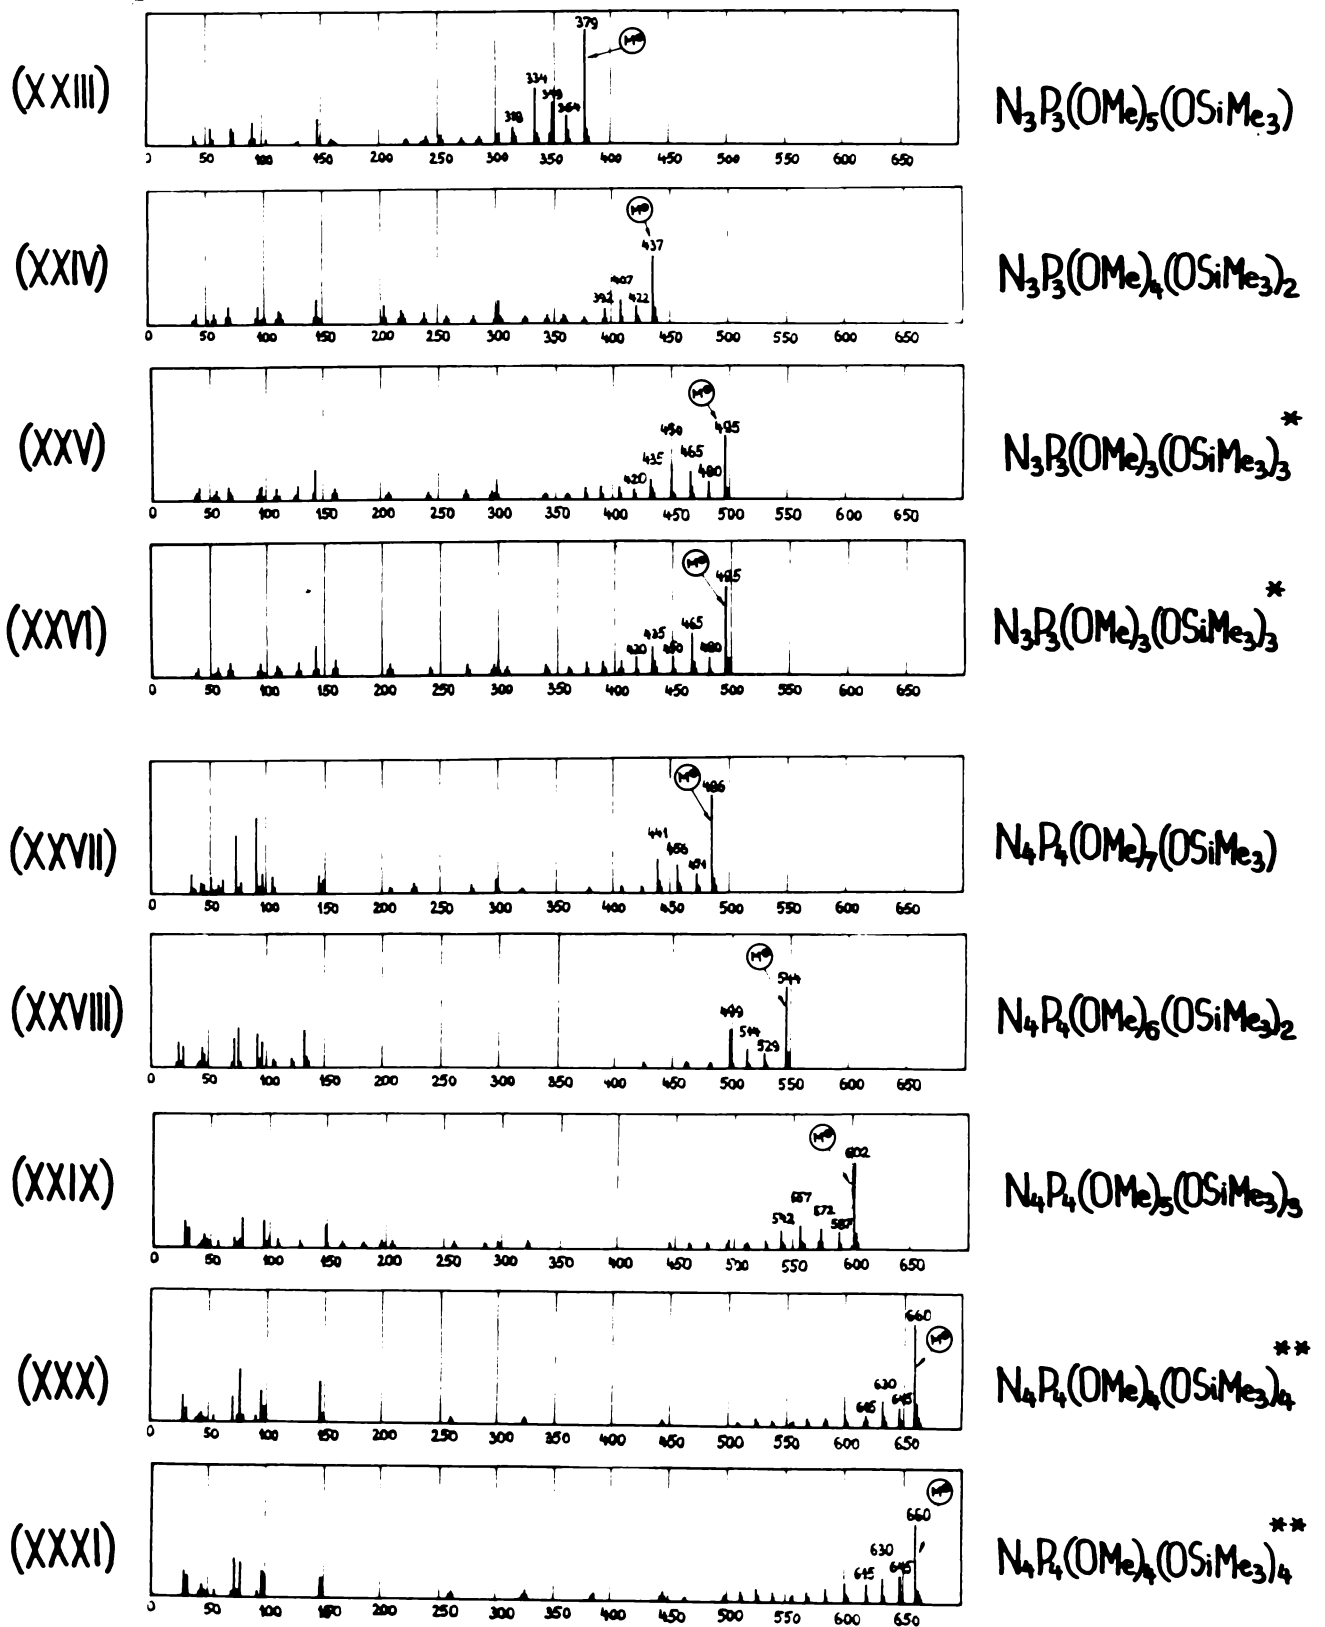 (XXIII)
379
M⊕
334
349
364
318
N3P3(OMe)5(OSiMe3)
0 50 100 150 200 250 300 350 400 450 500 550 600 650
(XXIV)
M⊕
437
407
392
422
N3P3(OMe)4(OSiMe3)2
0 50 100 150 200 250 300 350 400 450 500 550 600 650
(XXV)
M⊕
495
450
435
465
480
420
N3P3(OMe)3(OSiMe3)3*
0 50 100 150 200 250 300 350 400 450 500 550 600 650
(XXVI)
M⊕
495
465
435
420
450
480
N3P3(OMe)3(OSiMe3)3*
0 50 100 150 200 250 300 350 400 450 500 550 600 650
(XXVII)
M⊕
486
441
456
471
N4P4(OMe)7(OSiMe3)
0 50 100 150 200 250 300 350 400 450 500 550 600 650
(XXVIII)
M⊕
544
499
514
529
N4P4(OMe)6(OSiMe3)2
0 50 100 150 200 250 300 350 400 450 500 550 600 650
(XXIX)
M⊕
602
557
572
542
587
N4P4(OMe)5(OSiMe3)3
0 50 100 150 200 250 300 350 400 450 500 550 600 650
(XXX)
660
M⊕
630
645
615
N4P4(OMe)4(OSiMe3)4**
0 50 100 150 200 250 300 350 400 450 500 550 600 650
(XXXI)
M⊕
660
630
645
615
N4P4(OMe)4(OSiMe3)4**
0 50 100 150 200 250 300 350 400 450 500 550 600 650